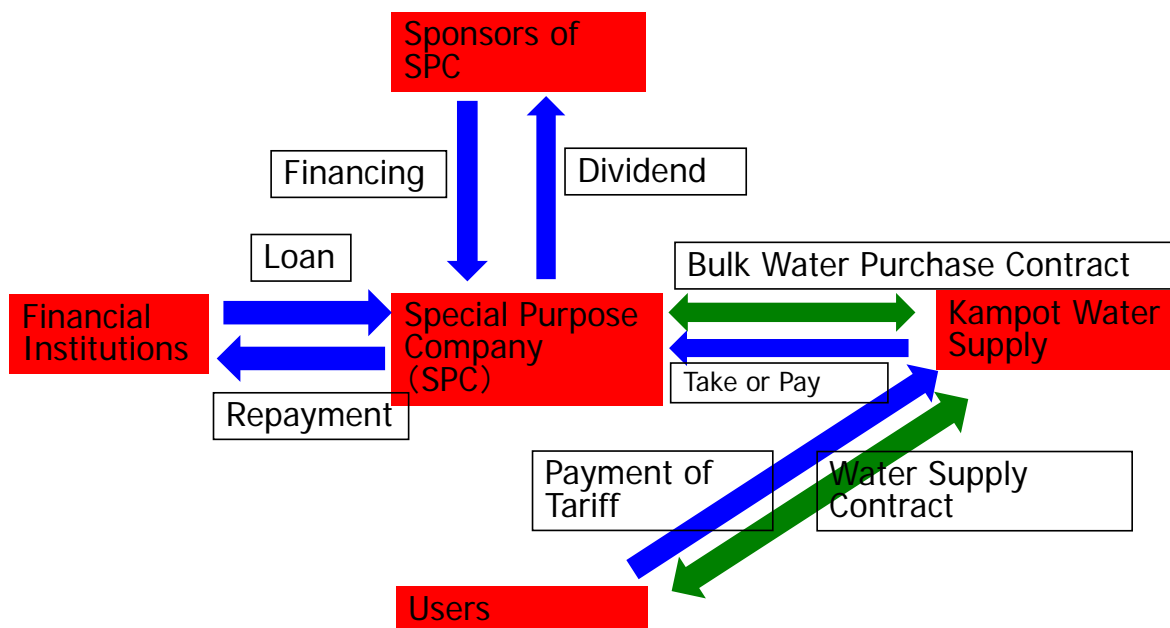 Sponsors of
SPC
Financing
Dividend
Loan
Bulk Water Purchase Contract
Financial
Institutions
Special Purpose
Company
（SPC）
Kampot Water
Supply
Take or Pay
Repayment
Payment of
Tariff
Water Supply
Contract
Users